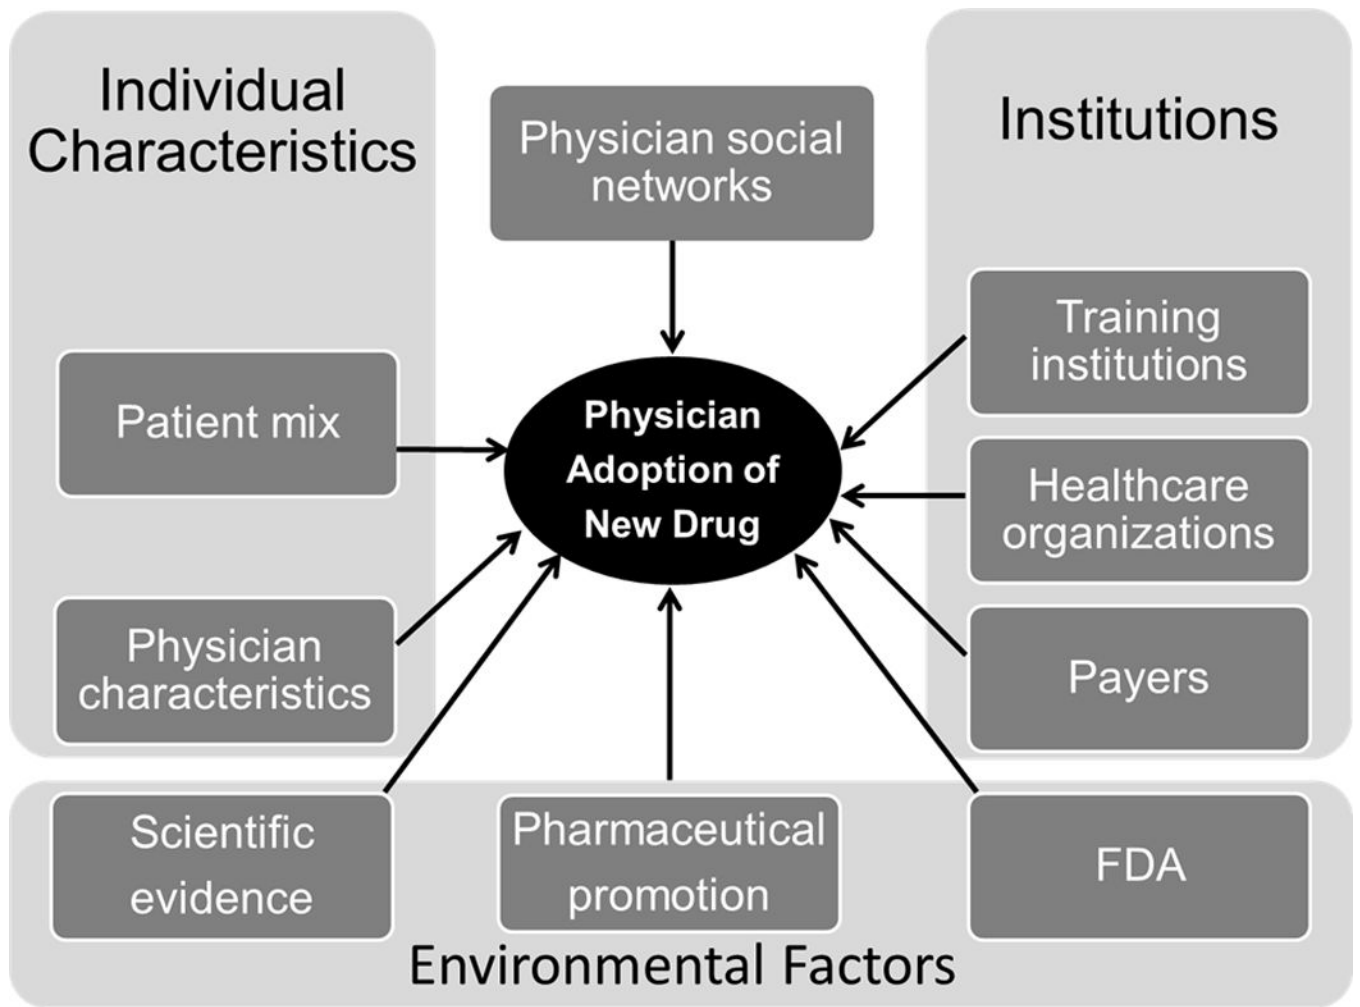 Individual
Characteristics
Patient mix
Physician
characteristics
Physician social
networks
Physician
Adoption of
New Drug
Institutions
Training
institutions
Healthcare
organizations
Payers
Scientific
evidence
Pharmaceutical
promotion
FDA
Environmental Factors